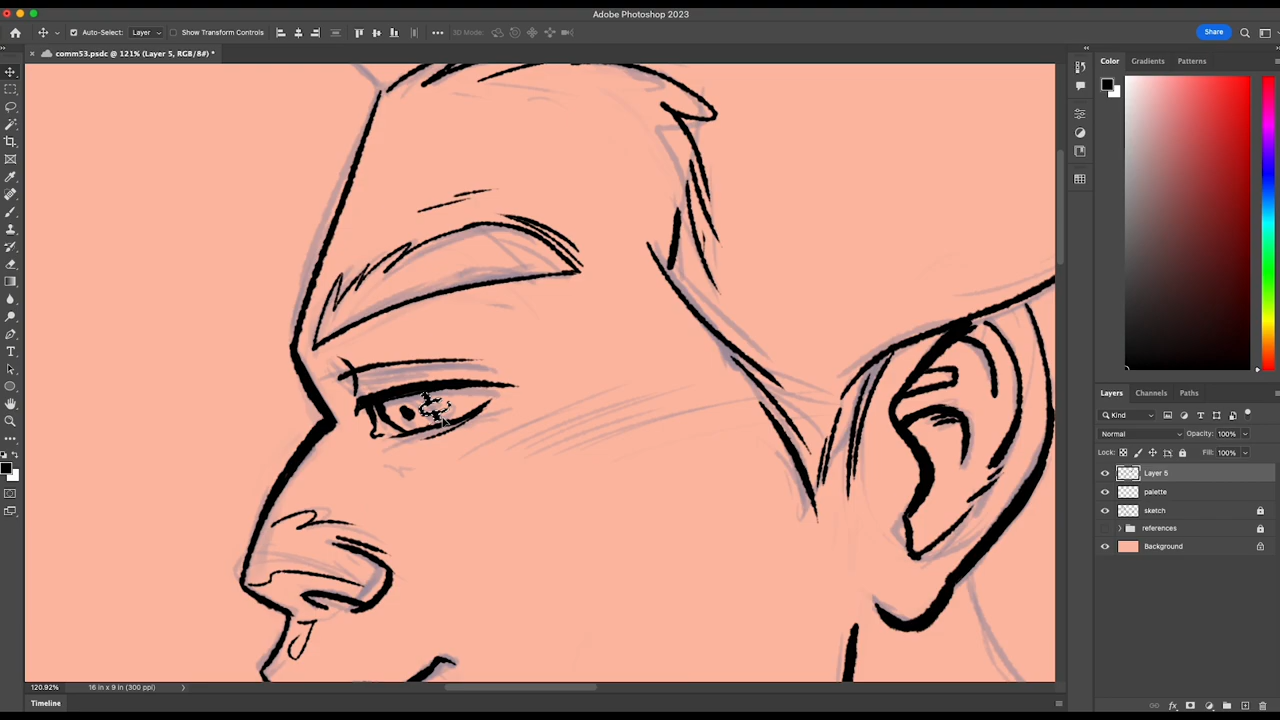 Adobe Photoshop 2023
Auto-Select: Layer Show Transform Controls 3D Mode: Share
comm53.psdc @ 121% (Layer 5, RGB/8#) *
Color Gradients Patterns
Layers Channels Paths
Kind
Normal Opacity: 100%
Lock: Fill: 100%
Layer 5
palette
sketch
references
Background
120.92% 16 in x 9 in (300 ppi)
Timeline